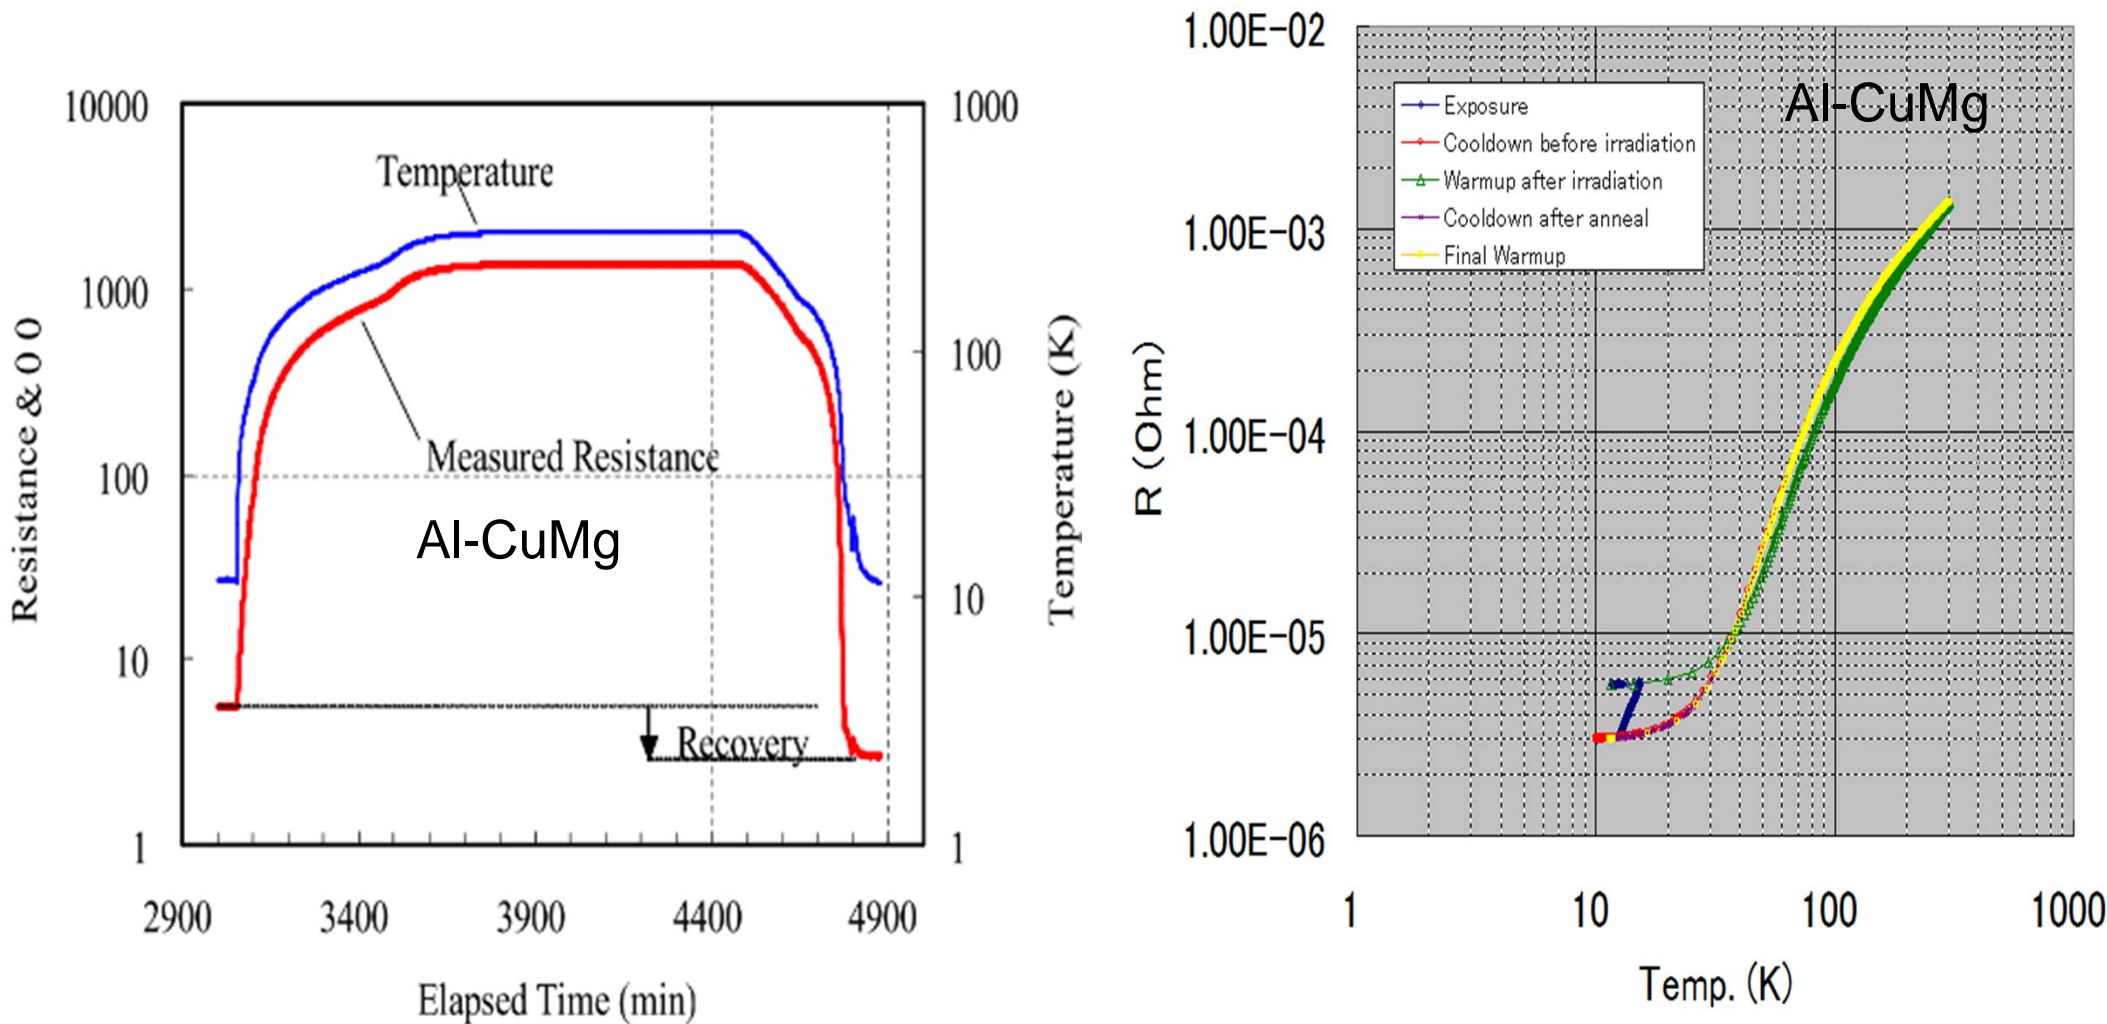 10000
1000
100
10
1
Resistance & O O
1000
100
10
1
Temperature (K)
Temperature
Measured Resistance
Al-CuMg
Recovery
2900 3400 3900 4400 4900
Elapsed Time (min)
1.00E-02
1.00E-03
1.00E-04
1.00E-05
1.00E-06
R (Ohm)
Al-CuMg
Exposure
Cooldown before irradiation
Warmup after irradiation
Cooldown after anneal
Final Warmup
1 10 100 1000
Temp. (K)